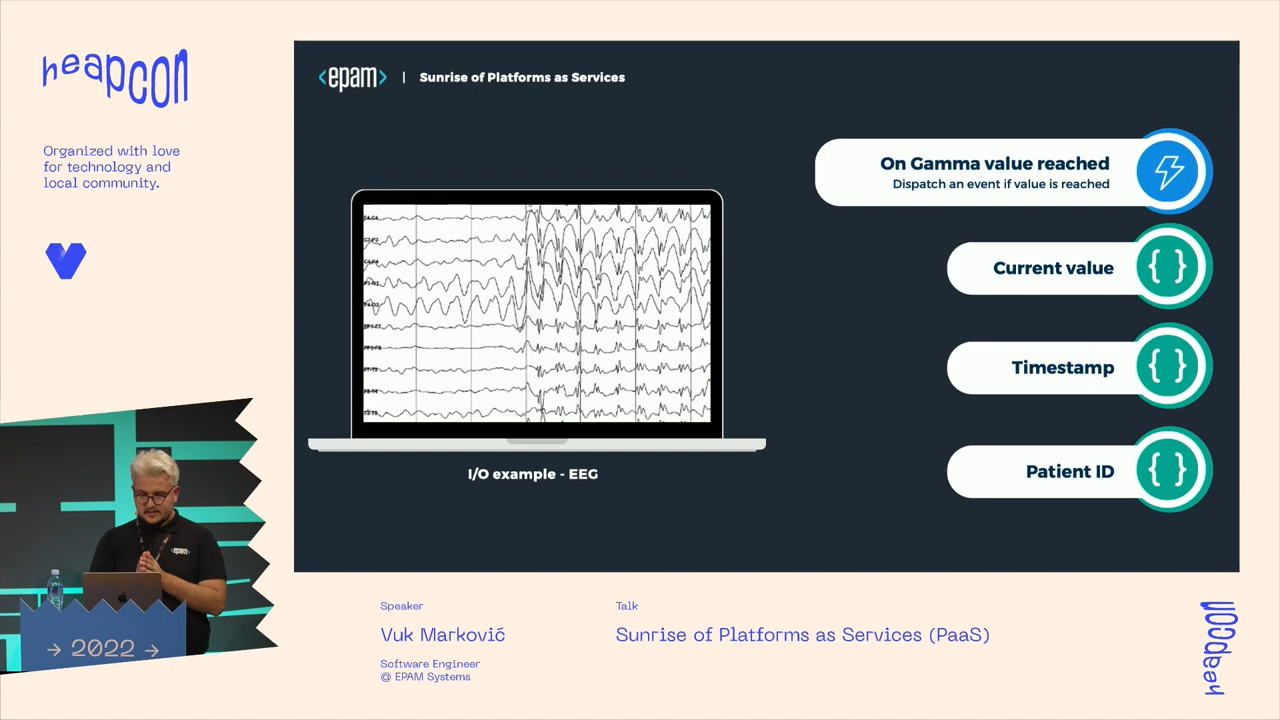 heapcon
Organized with love
for technology and
local community.
<epam> | Sunrise of Platforms as Services
On Gamma value reached
Dispatch an event if value is reached
{ } Current value
{ } Timestamp
{ } Patient ID
I/O example - EEG
<epam>
→ 2022 →
Speaker
Vuk Marković
Software Engineer
@ EPAM Systems
Talk
Sunrise of Platforms as Services (PaaS)
heapcon